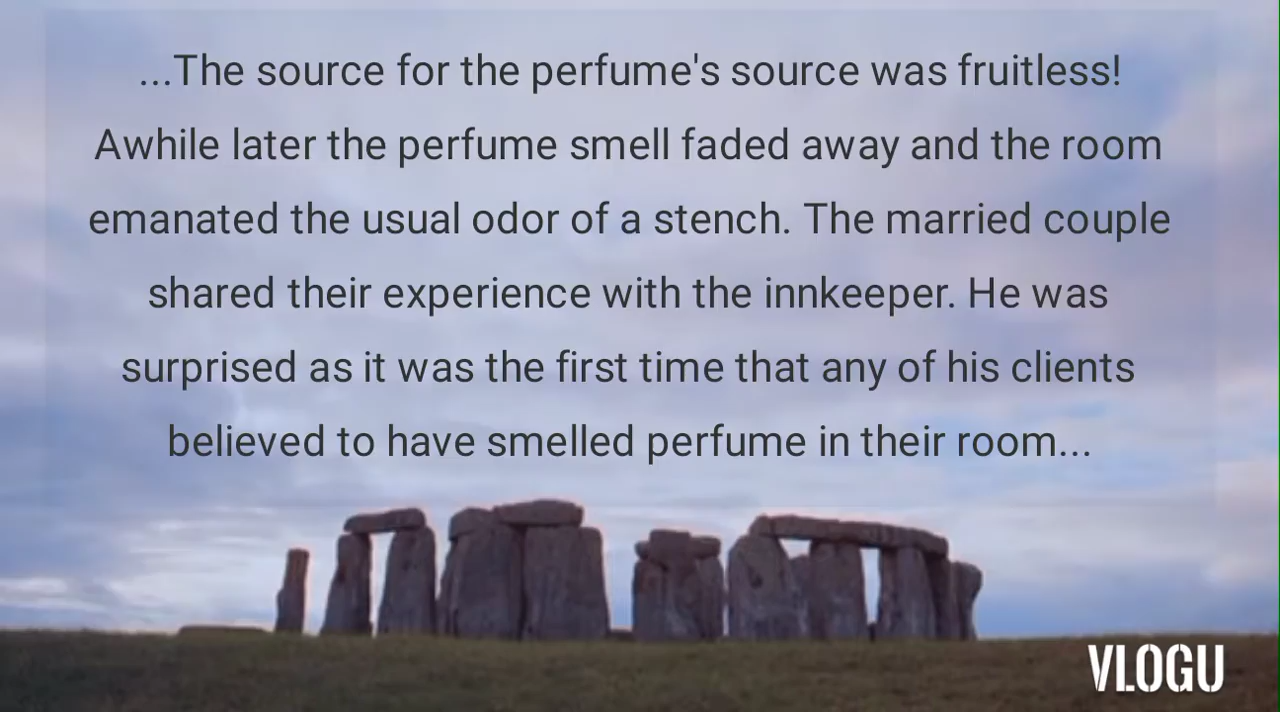 ...The source for the perfume's source was fruitless!
Awhile later the perfume smell faded away and the room
emanated the usual odor of a stench. The married couple
shared their experience with the innkeeper. He was
surprised as it was the first time that any of his clients
believed to have smelled perfume in their room...
VLOGU